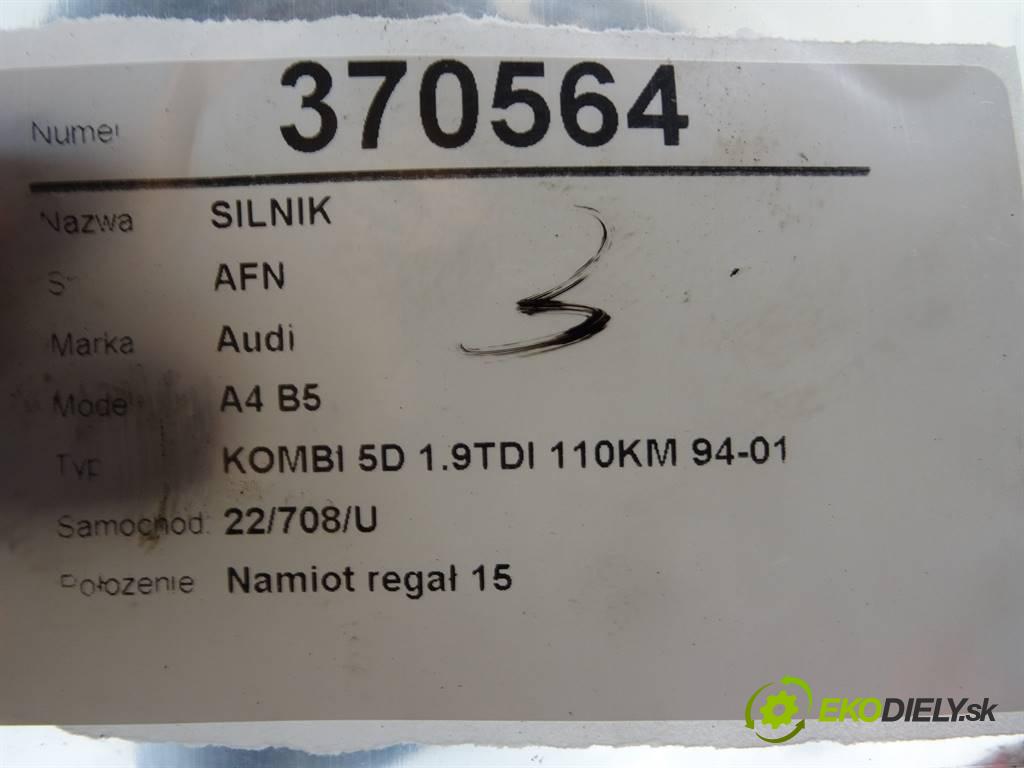 Numer 370564
Nazwa SILNIK
AFN
Marka Audi
Model A4 B5
Typ KOMBI 5D 1.9TDI 110KM 94-01
Samochod: 22/708/U
Położenie Namiot regał 15
3
EKODIELY.sk